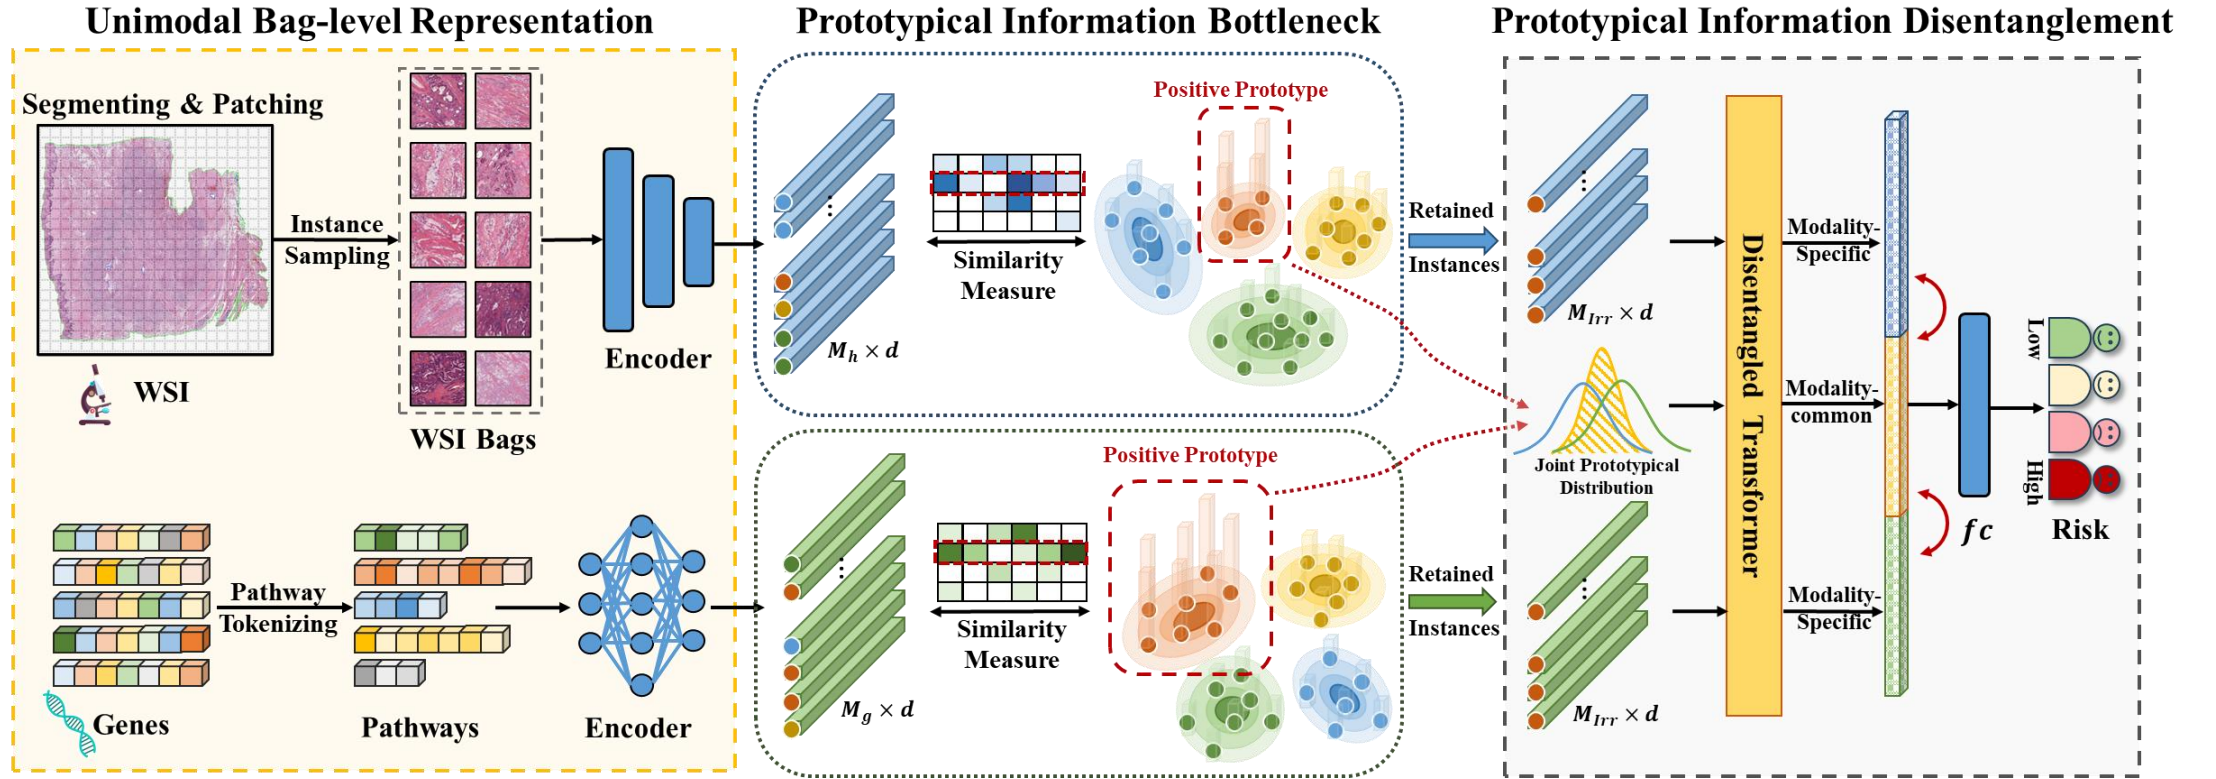 Unimodal Bag-level Representation
Segmenting & Patching
WSI
Instance
Sampling
WSI Bags
Encoder
Genes
Pathway
Tokenizing
Pathways
Encoder
Prototypical Information Bottleneck
Positive Prototype
Similarity
Measure
M_h × d
Retained
Instances
Positive Prototype
Similarity
Measure
M_g × d
Retained
Instances
Prototypical Information Disentanglement
M_Irr × d
Joint Prototypical
Distribution
M_Irr × d
Disentangled Transformer
Modality-
Specific
Modality-
common
Modality-
Specific
fc
Low
High
Risk